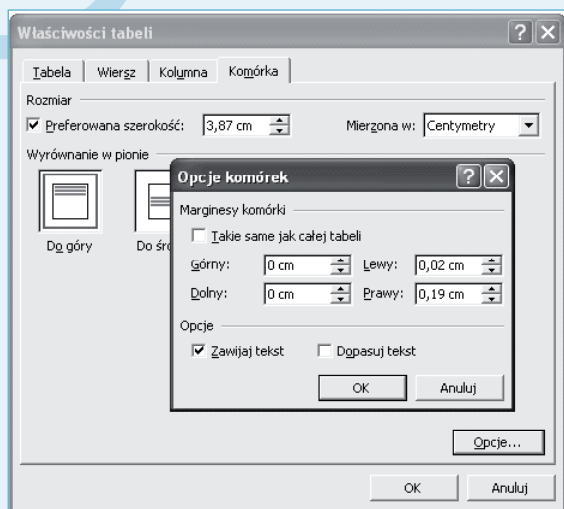 Właściwości tabeli
Tabela Wiersz Kolumna Komórka
Rozmiar
Preferowana szerokość: 3,87 cm Mierzona w: Centymetry
Wyrównanie w pionie
Do góry Do śro
Opcje komórek
Marginesy komórki
Takie same jak całej tabeli
Górny: 0 cm Lewy: 0,02 cm
Dolny: 0 cm Prawy: 0,19 cm
Opcje
Zawijaj tekst Dopasuj tekst
OK Anuluj
Opcje...
OK Anuluj